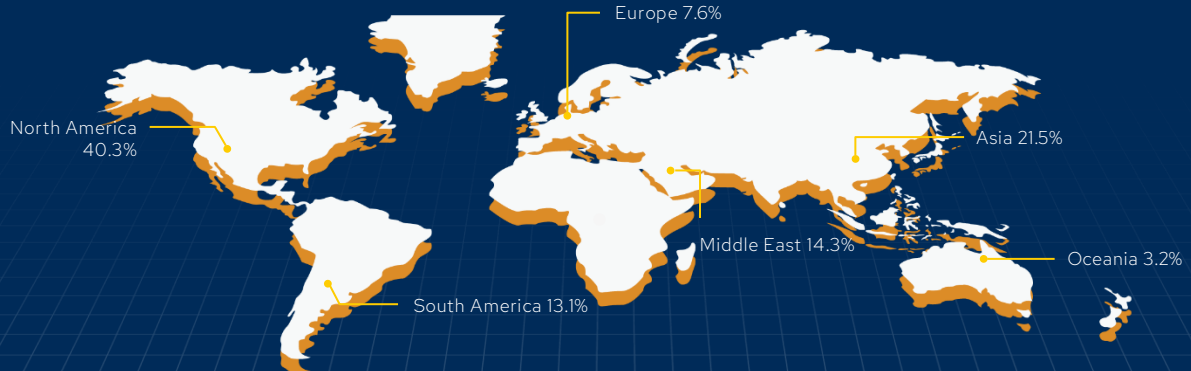 Europe 7.6%
North America
40.3%
Asia 21.5%
Middle East 14.3%
Oceania 3.2%
South America 13.1%